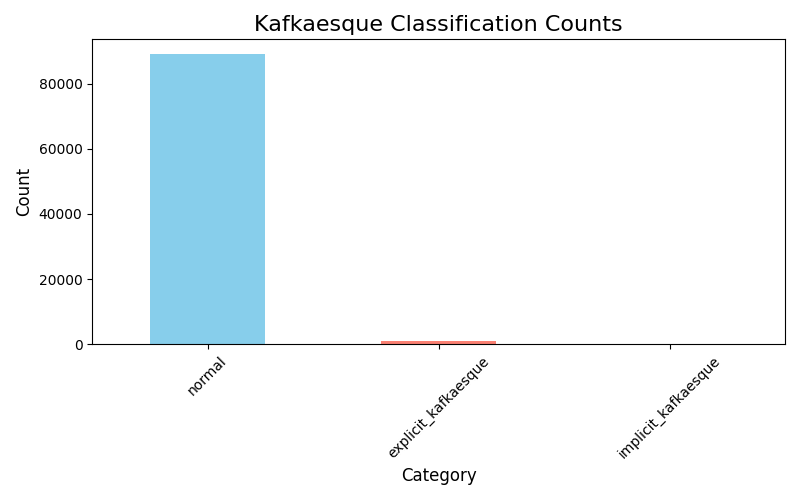 Kafkaesque Classification Counts
80000
60000
40000
20000
0
Count
normal
explicit_kafkaesque
implicit_kafkaesque
Category